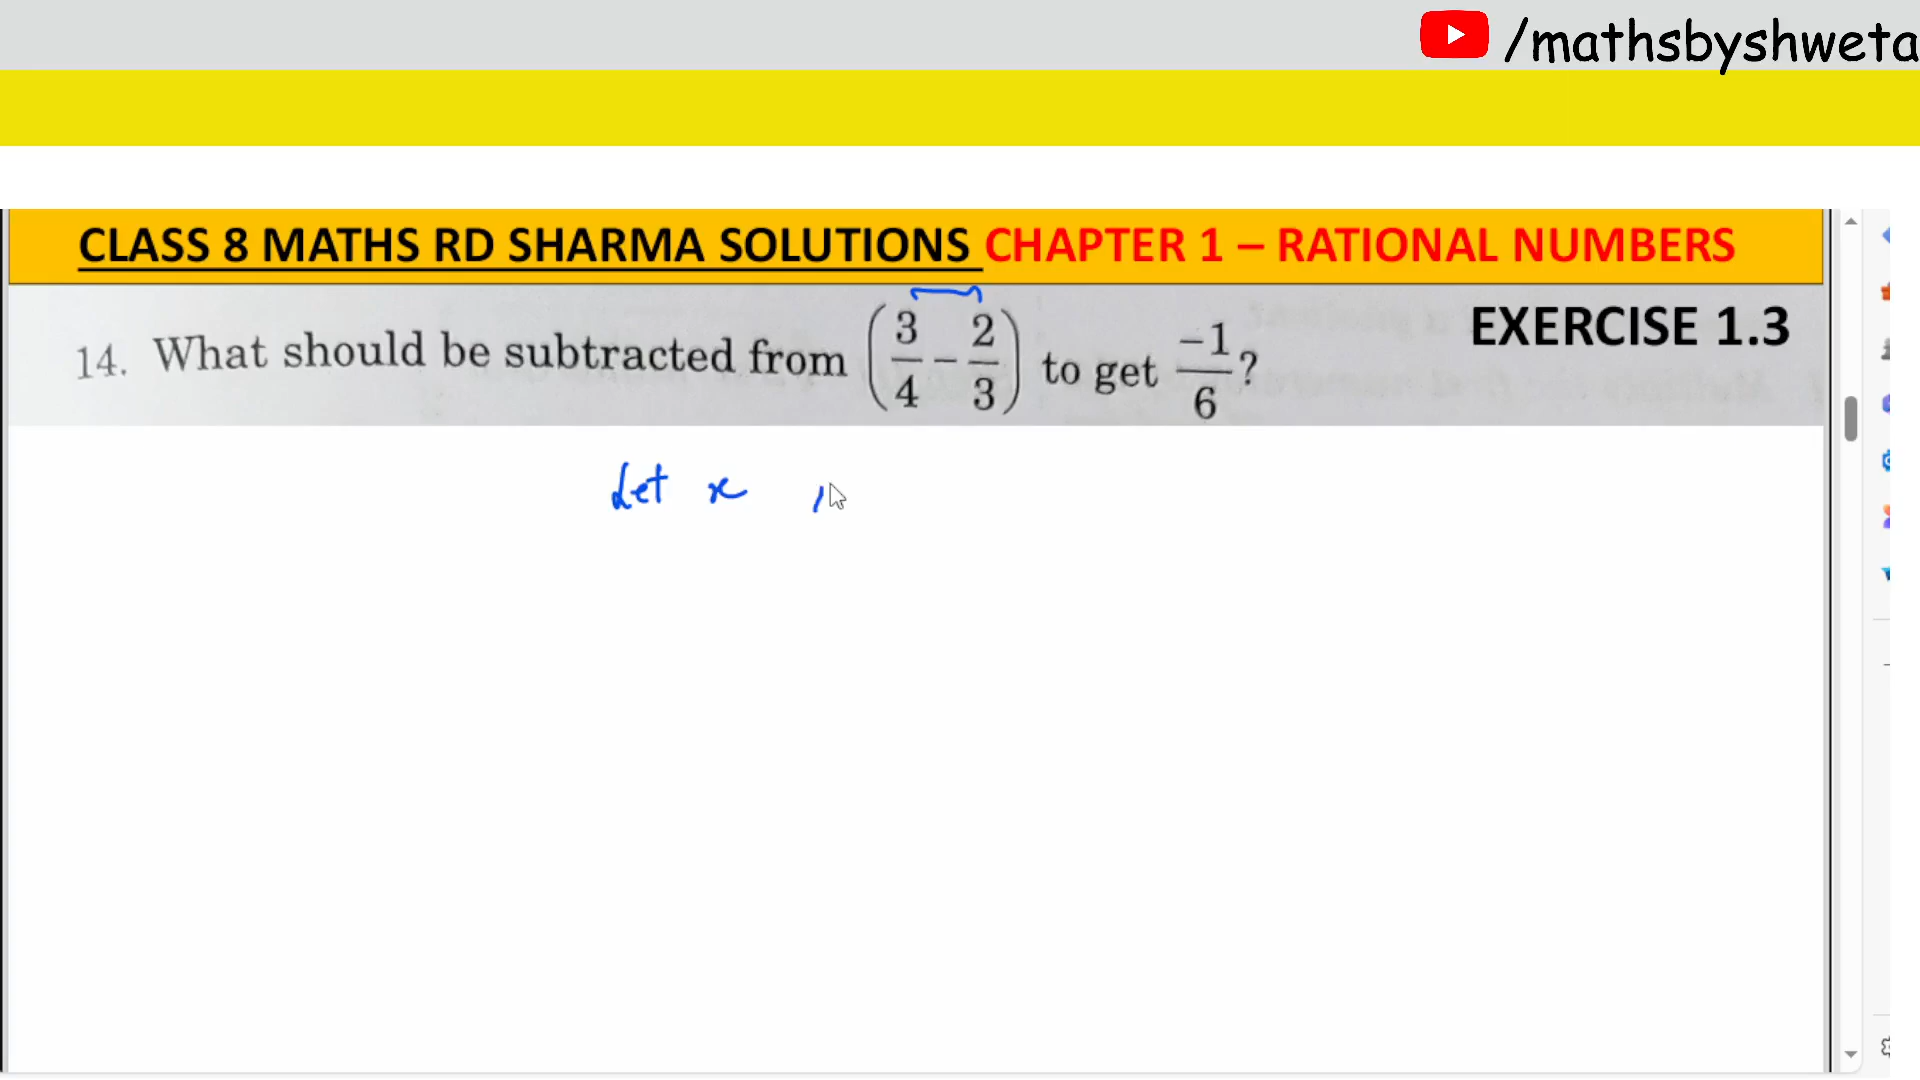 /mathsbyshweta
CLASS 8 MATHS RD SHARMA SOLUTIONS CHAPTER 1 – RATIONAL NUMBERS
EXERCISE 1.3
14. What should be subtracted from (3/4 − 2/3) to get −1/6?
Let x